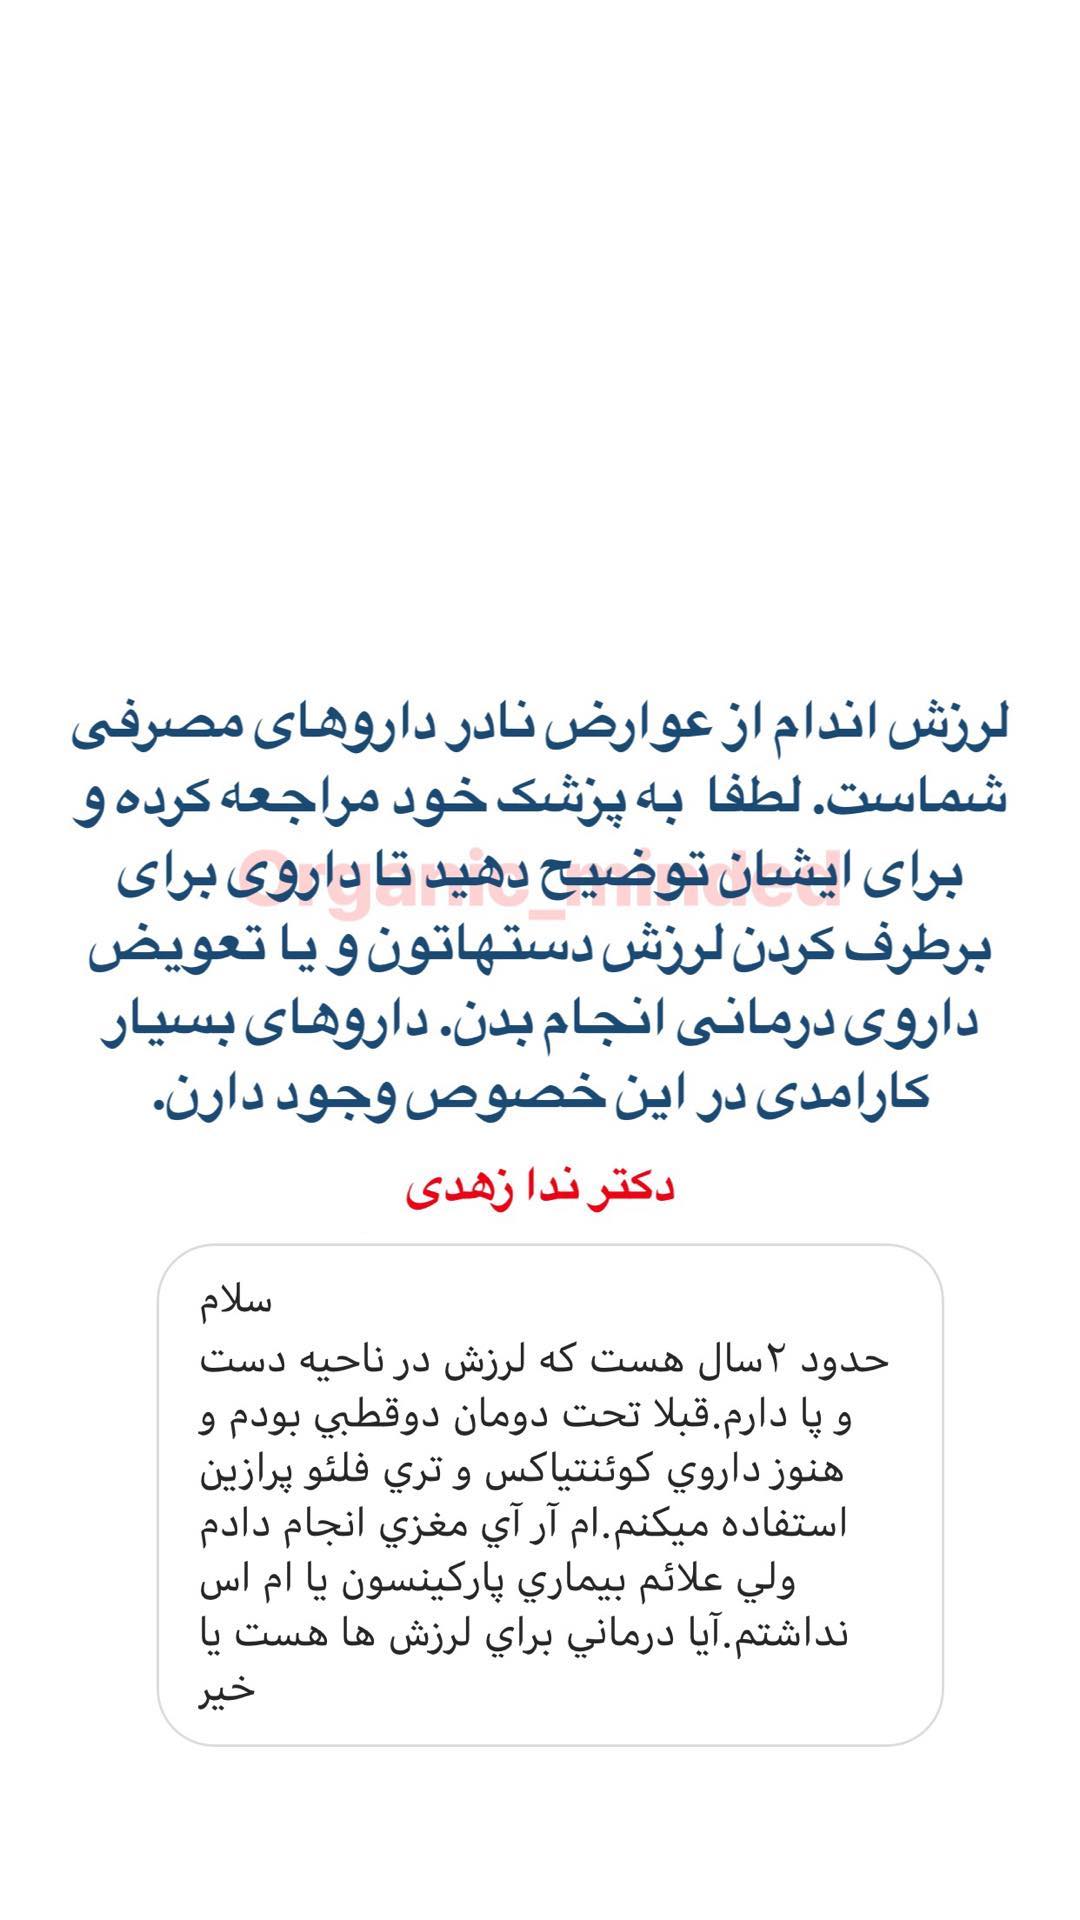 لرزش اندام از عوارض نادر داروهای مصرفی
شماست. لطفا به پزشک خود مراجعه کرده و
برای ایشان توضیح دهید تا داروی برای
برطرف کردن لرزش دستهاتون و یا تعویض
داروی درمانی انجام بدن. داروهای بسیار
کارامدی در این خصوص وجود دارن.
Organic_minded
دکتر ندا زهدی
سلام
حدود ۲سال هست که لرزش در ناحیه دست
و پا دارم.قبلا تحت دومان دوقطبي بودم و
هنوز داروي کوئنتیاکس و تري فلئو پرازین
استفاده میکنم.ام آر آي مغزي انجام دادم
ولي علائم بیماري پارکینسون یا ام اس
نداشتم.آیا درماني براي لرزش ها هست یا
خیر